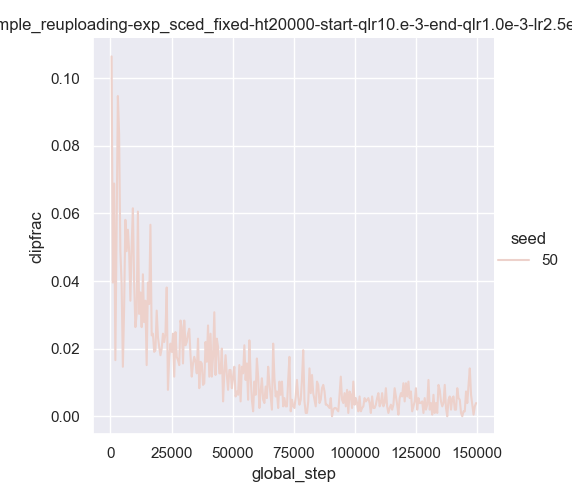 mple_reuploading-exp_sced_fixed-ht20000-start-qlr10.e-3-end-qlr1.0e-3-lr2.5e
0.10
0.08
0.06
0.04
0.02
0.00
clipfrac
0 25000 50000 75000 100000 125000 150000
global_step
seed
50